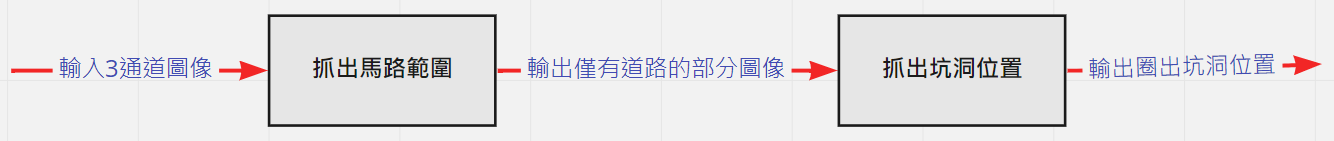 輸入3通道圖像
抓出馬路範圍
輸出僅有道路的部分圖像
抓出坑洞位置
輸出圈出坑洞位置